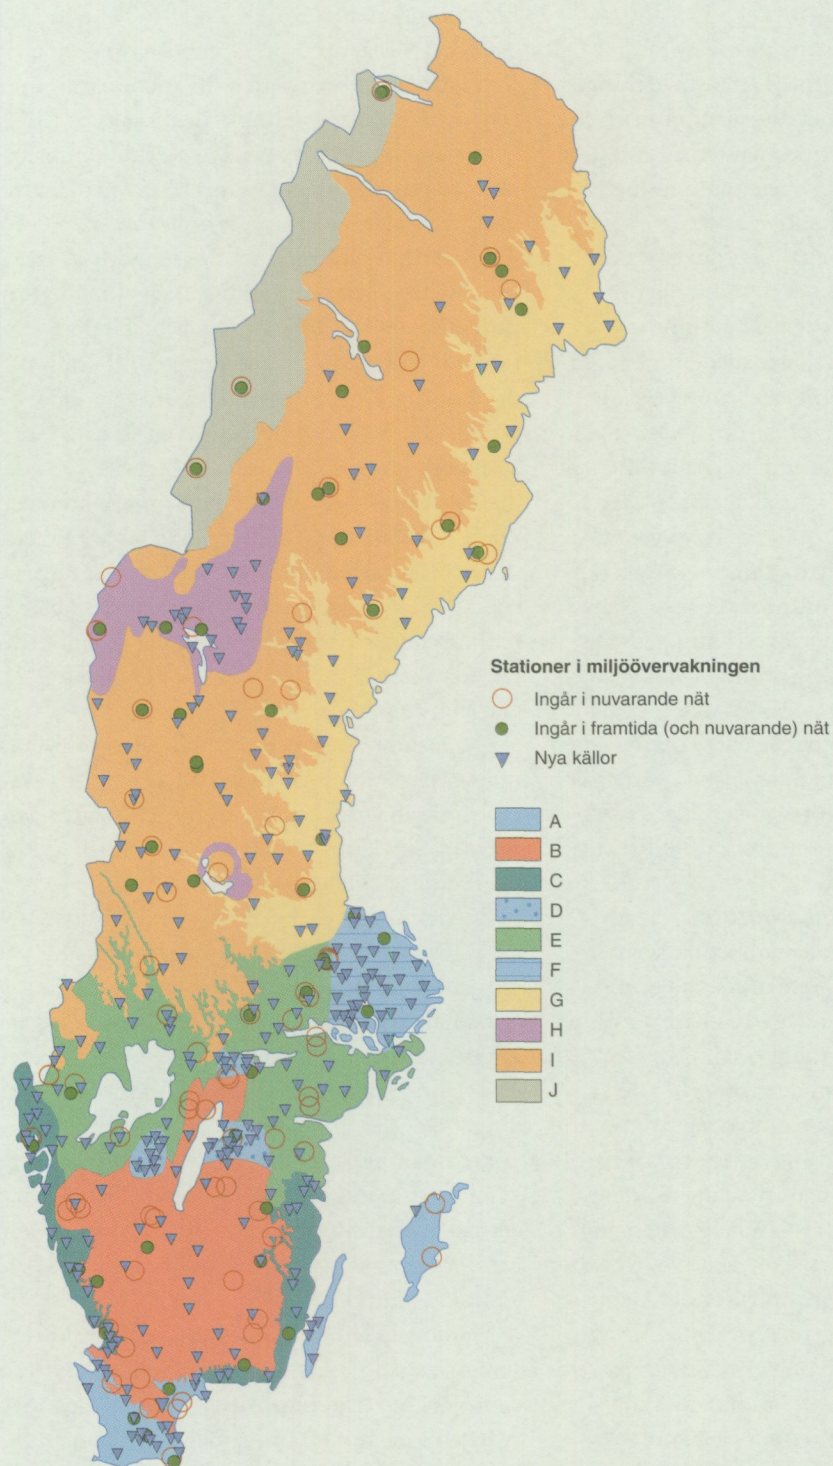 Stationer i miljöövervakningen
Ingår i nuvarande nät
Ingår i framtida (och nuvarande) nät
Nya källor
A
B
C
D
E
F
G
H
I
J